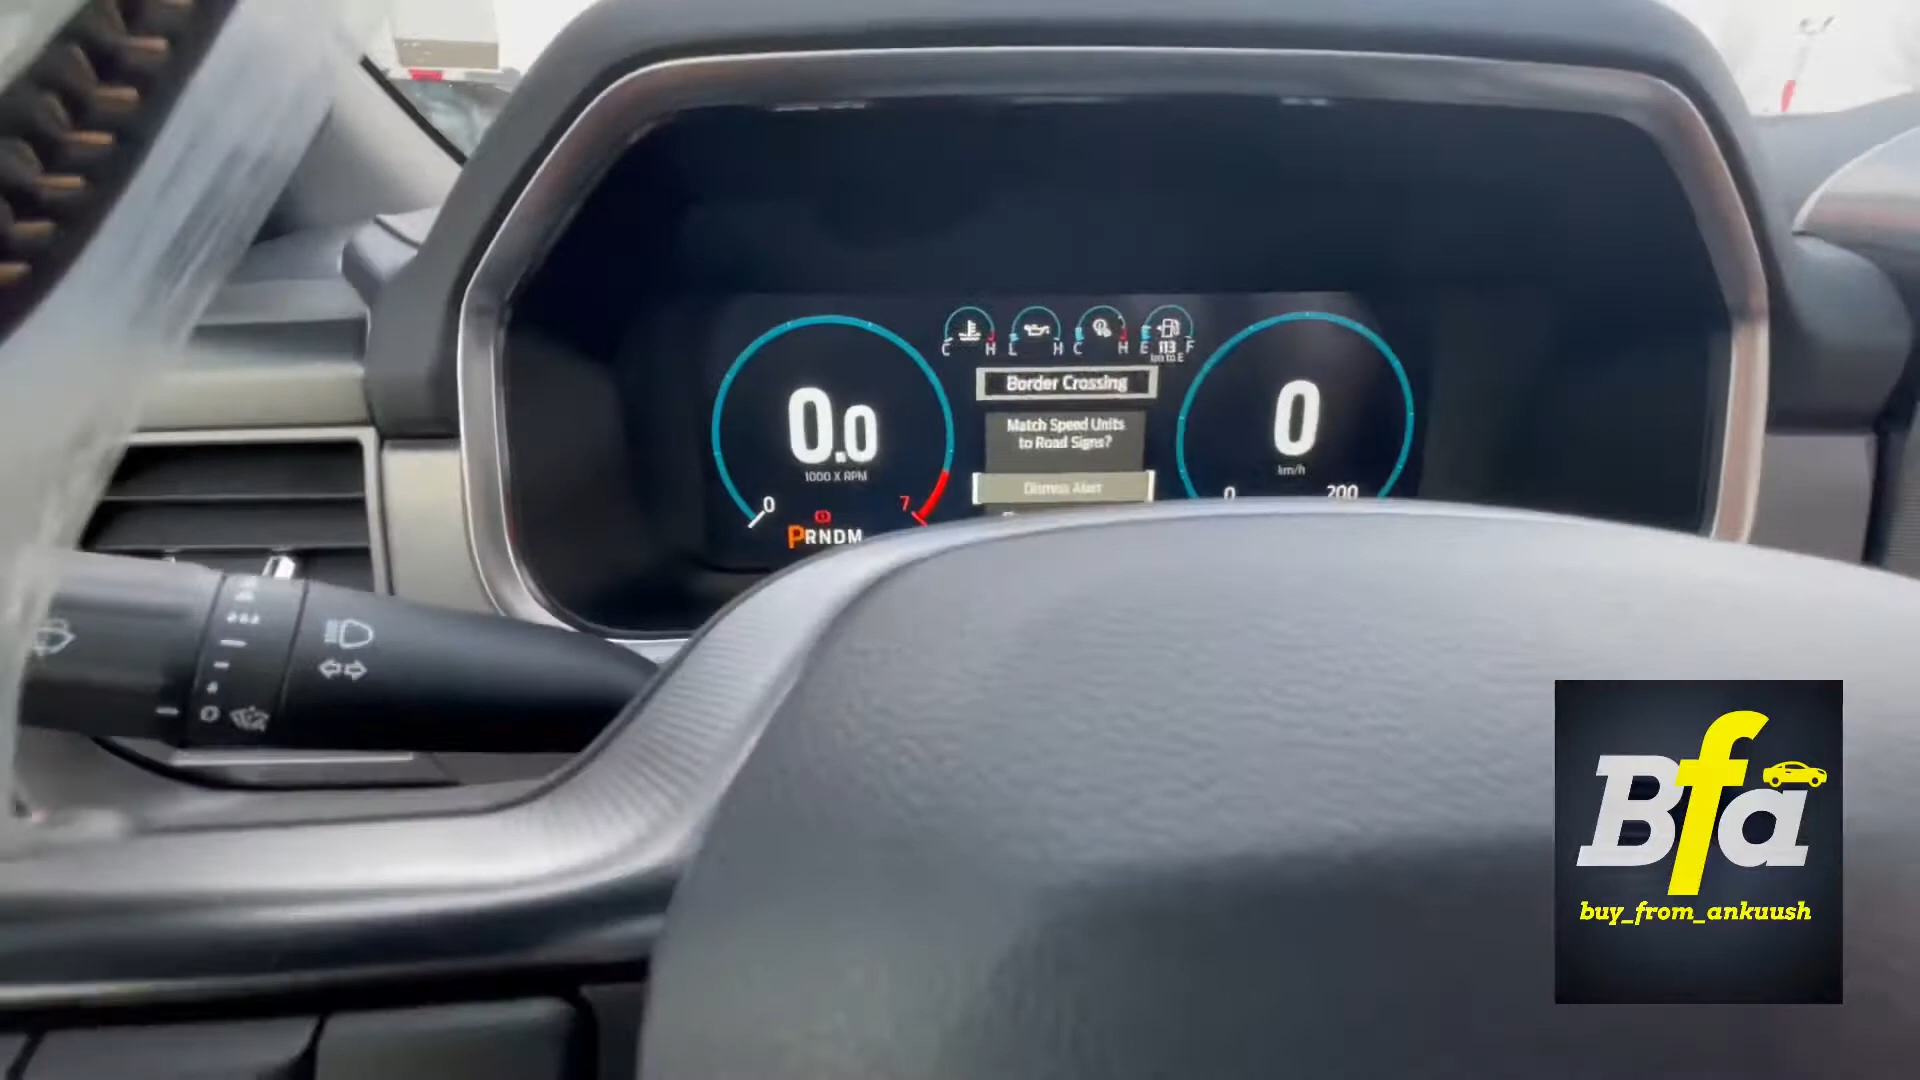 C H L H C H E F
113
km to E
Border Crossing
Match Speed Units
to Road Signs?
Dismiss Alert
0.0
1000 X RPM
0 7
PRNDM
0
km/h
0 200
Bfa
buy_from_ankuush